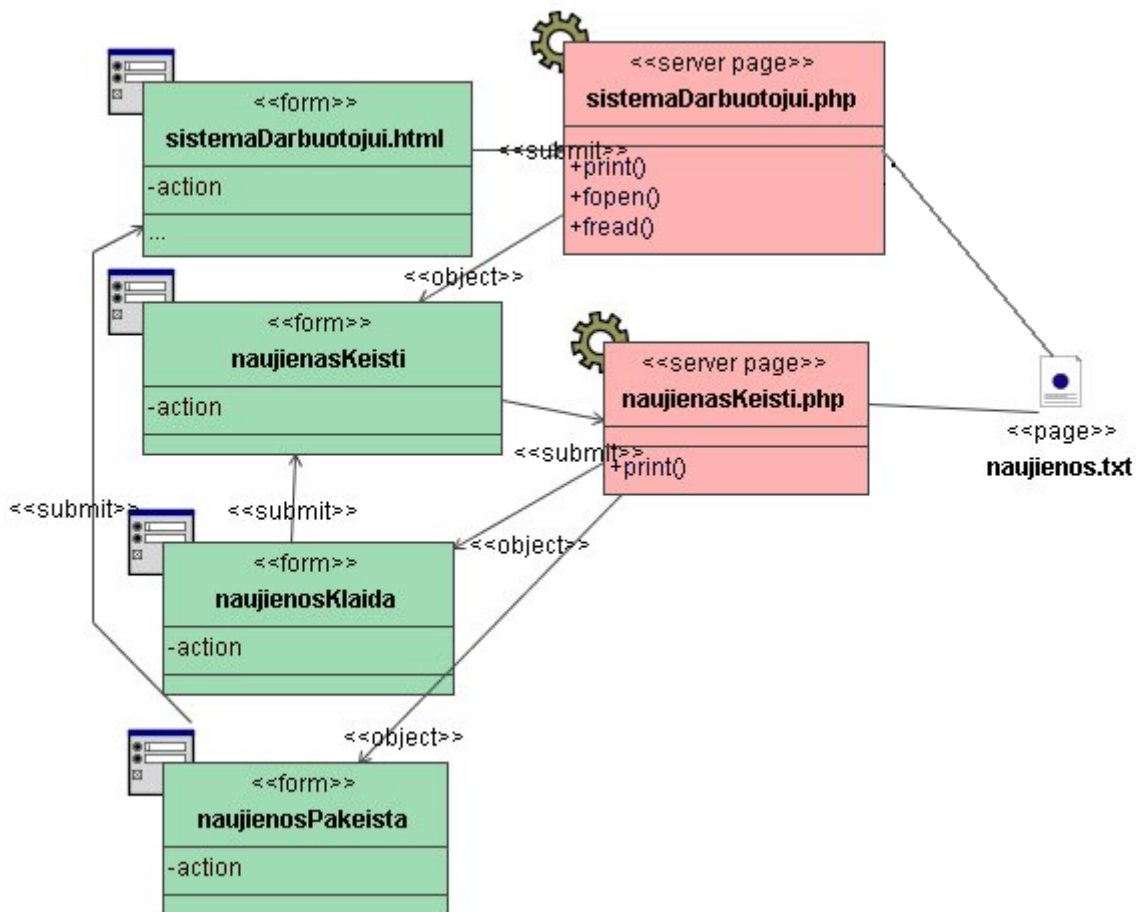 <<form>>
sistemaDarbuotojui.html
-action
...
<<submit>>
<<server page>>
sistemaDarbuotojui.php
+print()
+fopen()
+fread()
<<object>>
<<form>>
naujienasKeisti
-action
<<submit>>
<<server page>>
naujienasKeisti.php
+print()
<<page>>
naujienos.txt
<<submit>>
<<submit>>
<<object>>
<<form>>
naujienosKlaida
-action
<<object>>
<<form>>
naujienosPakeista
-action